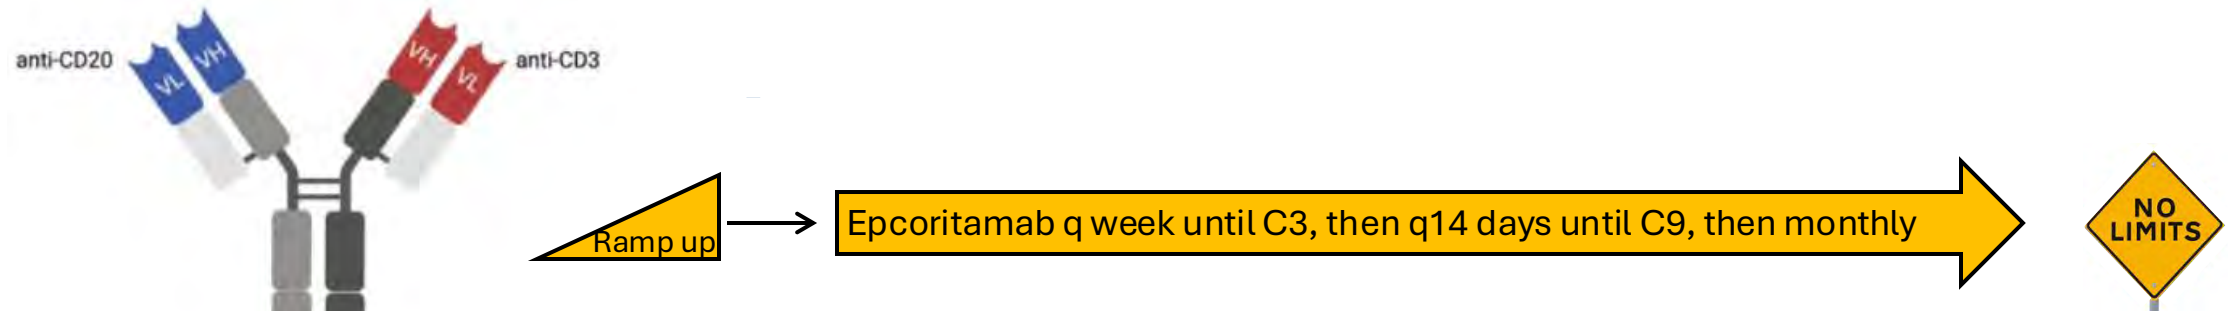 anti-CD20
VL
VH
VH
VL
anti-CD3
Ramp up
Epcoritamab q week until C3, then q14 days until C9, then monthly
NO
LIMITS